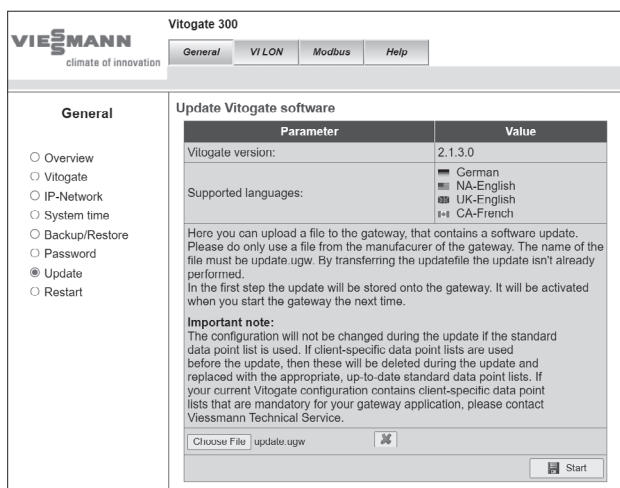 Vitogate 300
VIESSMANN
climate of innovation
General
VI LON
Modbus
Help
General
Overview
Vitogate
IP-Network
System time
Backup/Restore
Password
Update
Restart
Update Vitogate software
Parameter Value
Vitogate version: 2.1.3.0
Supported languages:
German
NA-English
UK-English
CA-French
Here you can upload a file to the gateway, that contains a software update.
Please do only use a file from the manufacurer of the gateway. The name of the
file must be update.ugw. By transferring the updatefile the update isn't already
performed.
In the first step the update will be stored onto the gateway. It will be activated
when you start the gateway the next time.
Important note:
The configuration will not be changed during the update if the standard
data point list is used. If client-specific data point lists are used
before the update, then these will be deleted during the update and
replaced with the appropriate, up-to-date standard data point lists. If
your current Vitogate configuration contains client-specific data point
lists that are mandatory for your gateway application, please contact
Viessmann Technical Service.
Choose File update.ugw
Start